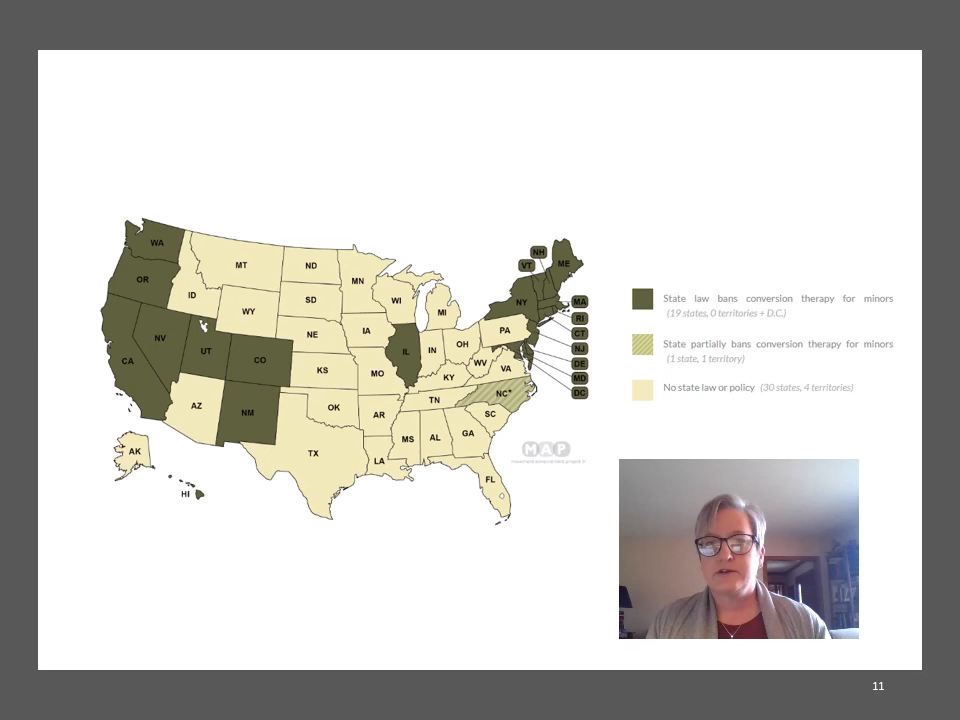 WA
OR
CA
NV
ID
MT
WY
UT
CO
AZ
NM
ND
SD
NE
KS
OK
TX
MN
IA
MO
AR
LA
WI
IL
MI
IN
OH
KY
TN
MS
AL
GA
FL
SC
NC*
VA
WV
PA
NY
VT
NH
ME
MA
RI
CT
NJ
DE
MD
DC
AK
HI
MAP
State law bans conversion therapy for minors
(19 states, 0 territories + D.C.)
State partially bans conversion therapy for minors
(1 state, 1 territory)
No state law or policy (30 states, 4 territories)
11